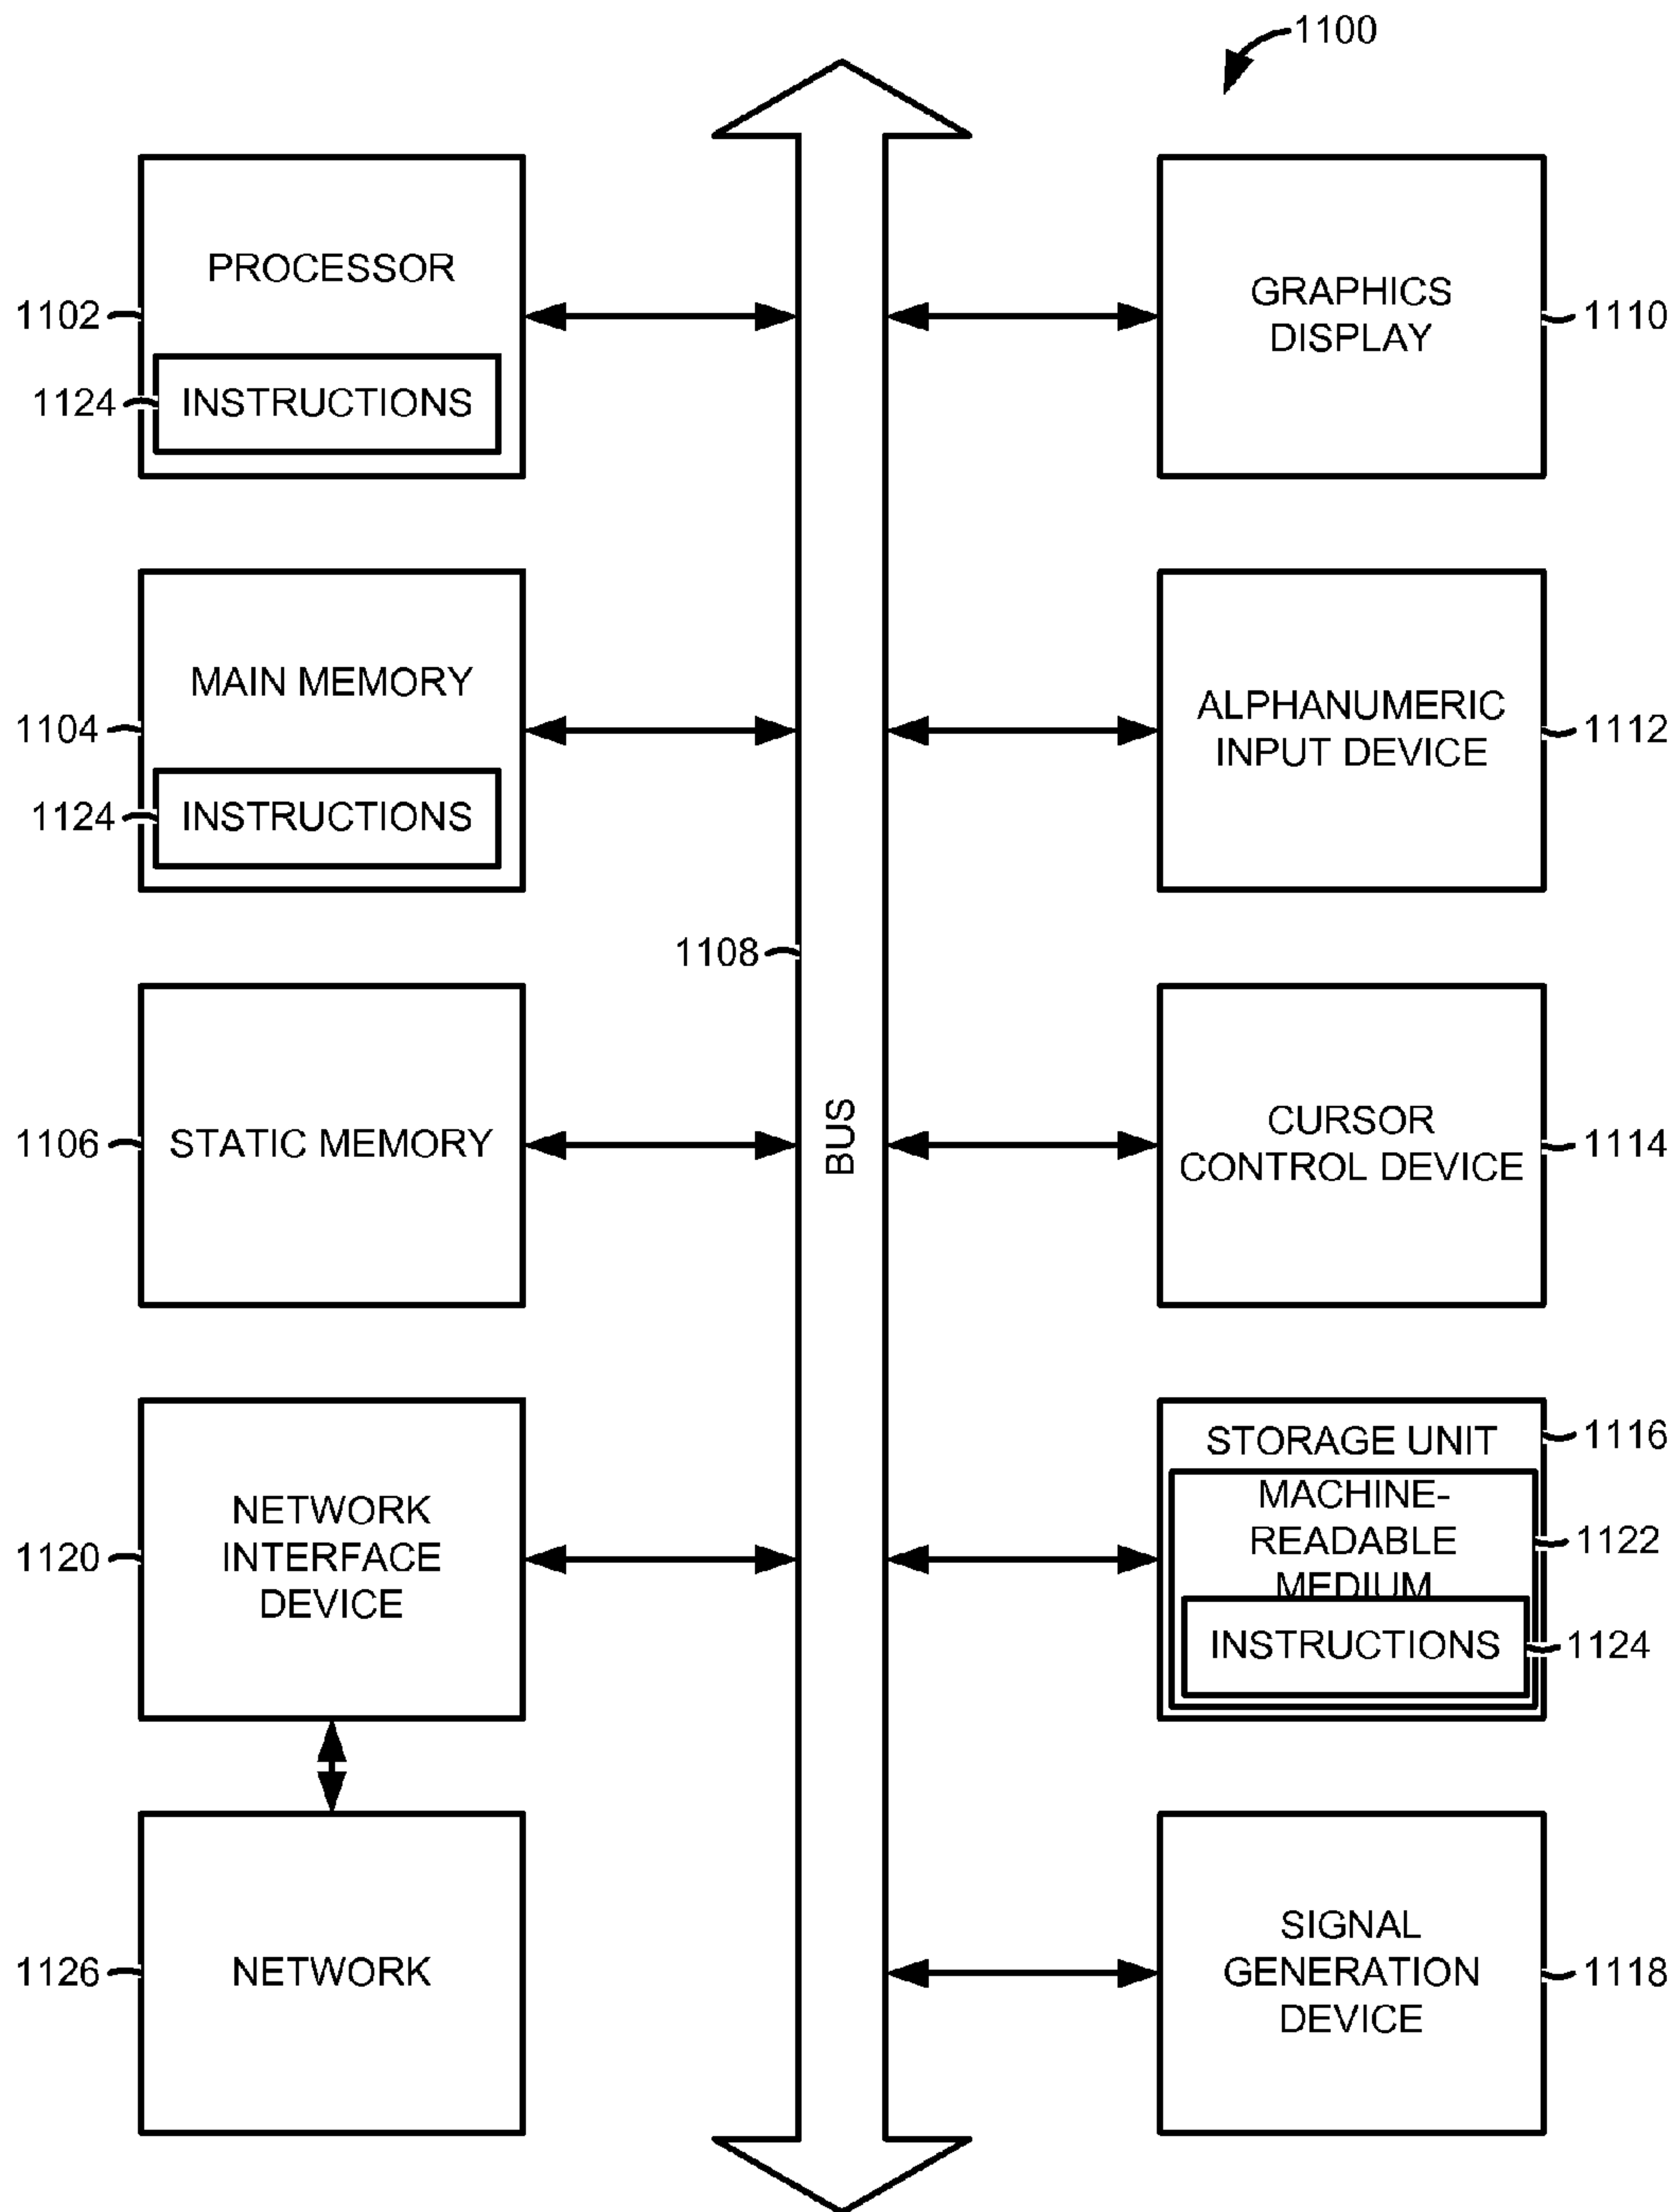 1100
PROCESSOR
1102
1124
INSTRUCTIONS
GRAPHICS
DISPLAY
1110
MAIN MEMORY
1104
1124
INSTRUCTIONS
ALPHANUMERIC
INPUT DEVICE
1112
1108
BUS
1106
STATIC MEMORY
CURSOR
CONTROL DEVICE
1114
1120
NETWORK
INTERFACE
DEVICE
STORAGE UNIT
1116
MACHINE-
READABLE
MEDIUM
1122
INSTRUCTIONS
1124
1126
NETWORK
SIGNAL
GENERATION
DEVICE
1118